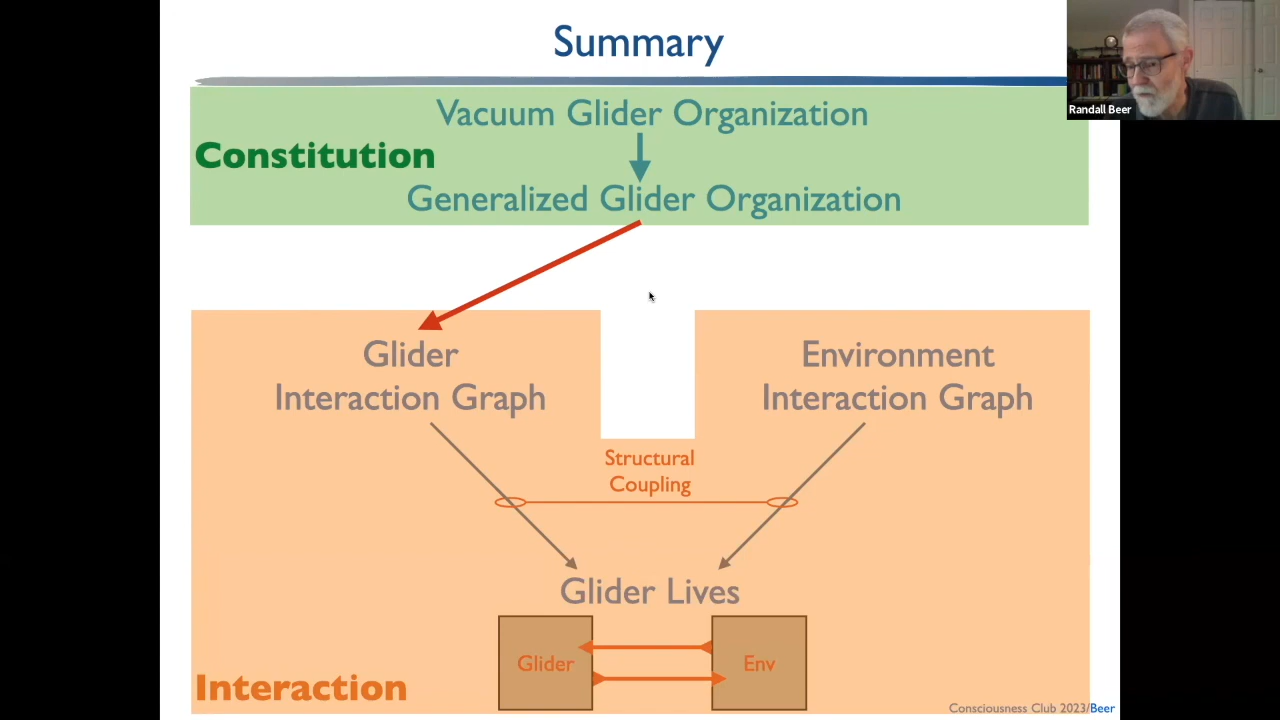 Summary
Randall Beer
Vacuum Glider Organization
Constitution
Generalized Glider Organization
Glider
Interaction Graph
Environment
Interaction Graph
Structural
Coupling
Glider Lives
Glider
Env
Interaction
Consciousness Club 2023/Beer